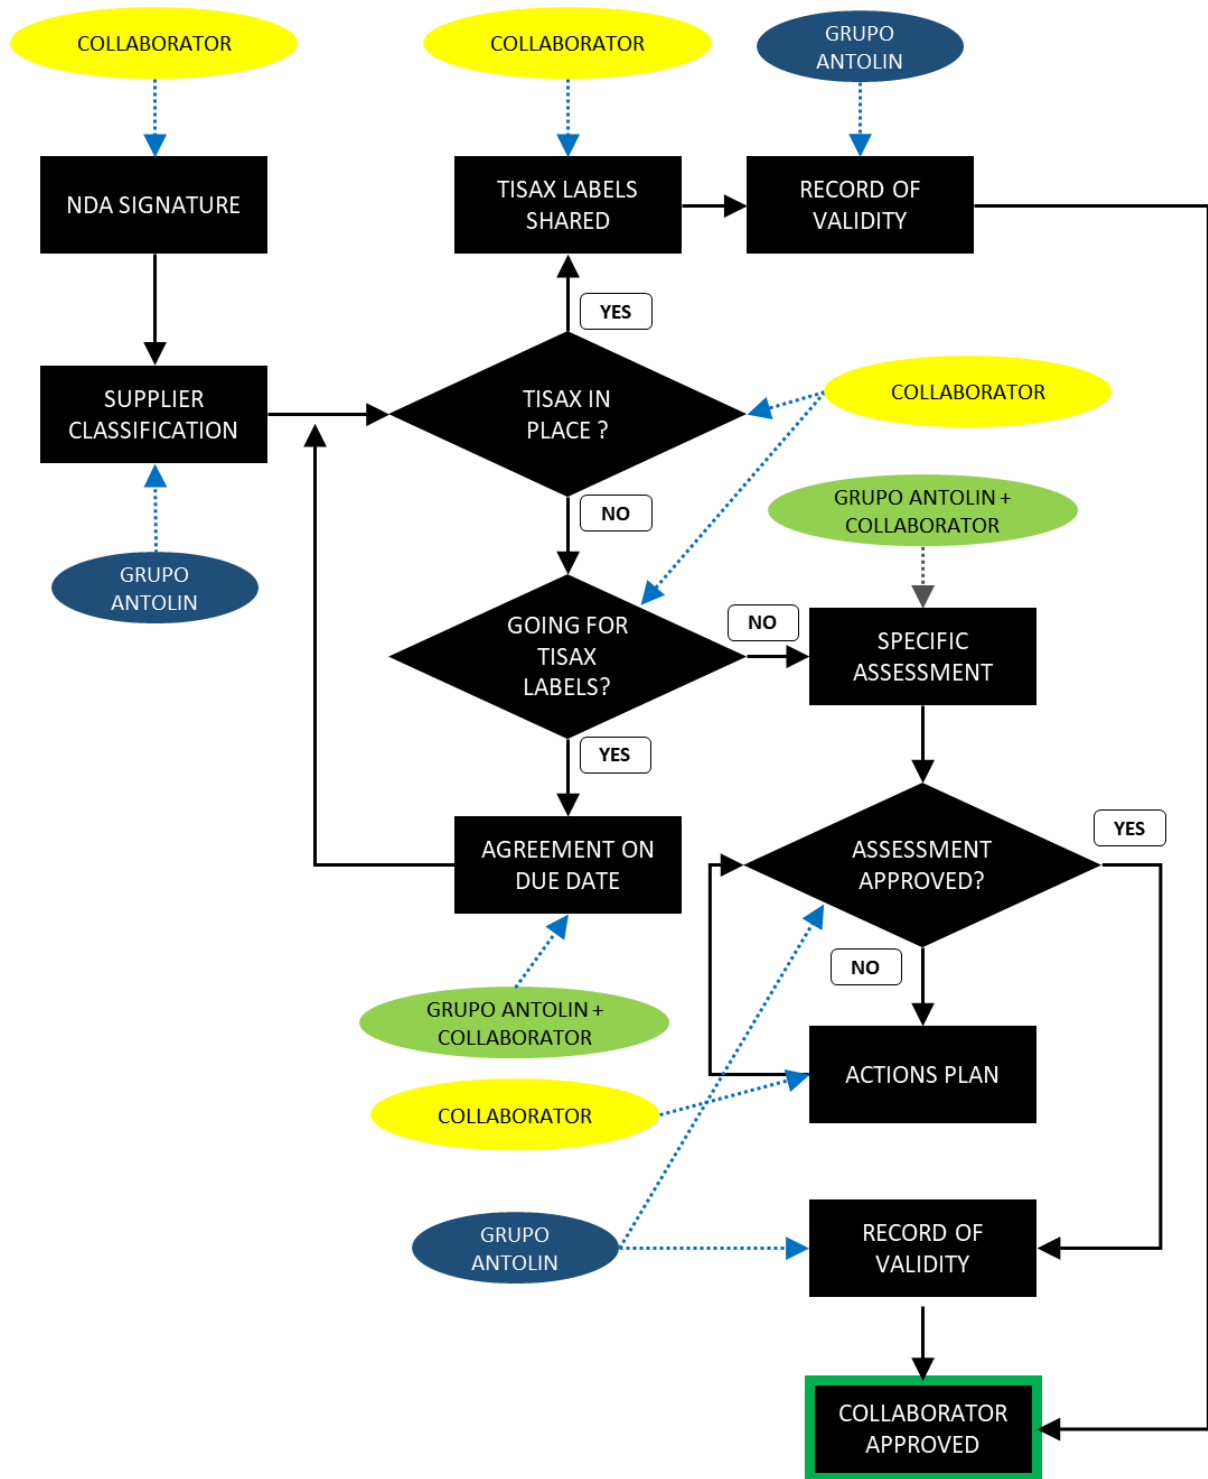 COLLABORATOR
COLLABORATOR
GRUPO
ANTOLIN
NDA SIGNATURE
TISAX LABELS
SHARED
RECORD OF
VALIDITY
YES
SUPPLIER
CLASSIFICATION
TISAX IN
PLACE ?
COLLABORATOR
NO
GRUPO ANTOLIN +
COLLABORATOR
GRUPO
ANTOLIN
GOING FOR
TISAX
LABELS?
NO
SPECIFIC
ASSESSMENT
YES
AGREEMENT ON
DUE DATE
ASSESSMENT
APPROVED?
YES
NO
GRUPO ANTOLIN +
COLLABORATOR
ACTIONS PLAN
COLLABORATOR
GRUPO
ANTOLIN
RECORD OF
VALIDITY
COLLABORATOR
APPROVED